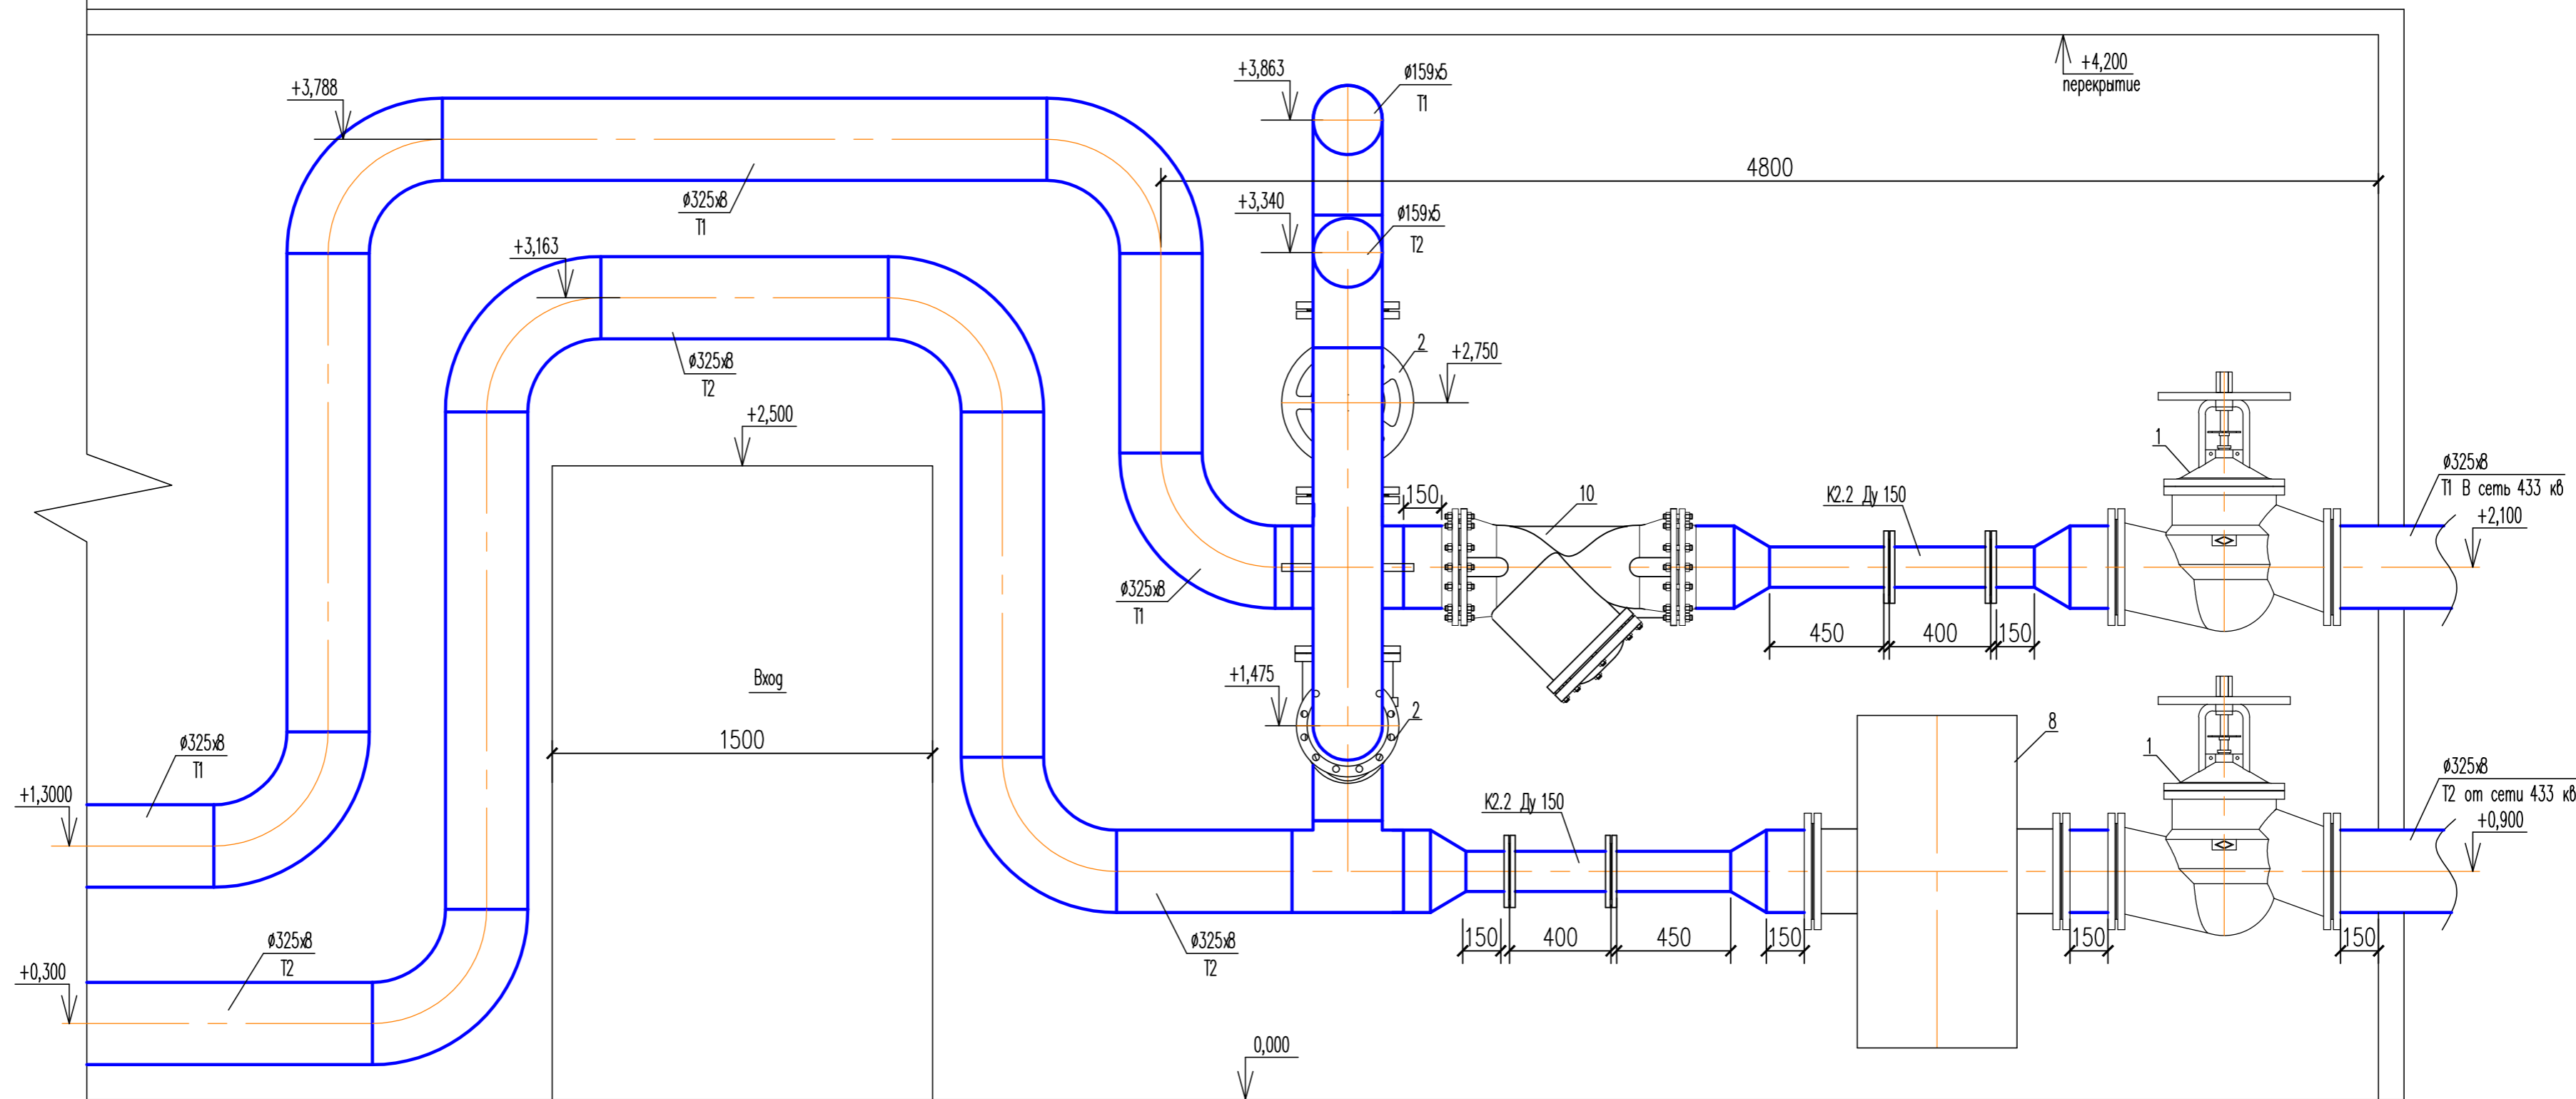 +4,200
перекрытие
+3,788
+3,863
ø159x5
T1
4800
ø325x8
T1
+3,340
ø159x5
T2
+3,163
ø325x8
T2
2
+2,750
+2,500
150
10
К2.2 Ду 150
1
ø325x8
T1 В сеть 433 кв
+2,100
ø325x8
T1
450
400
150
Вход
1500
+1,475
2
8
1
ø325x8
T1
+1,3000
ø325x8
T2 от сети 433 кв
+0,900
К2.2 Ду 150
ø325x8
T2
+0,300
ø325x8
T2
150
400
450
150
150
150
0,000